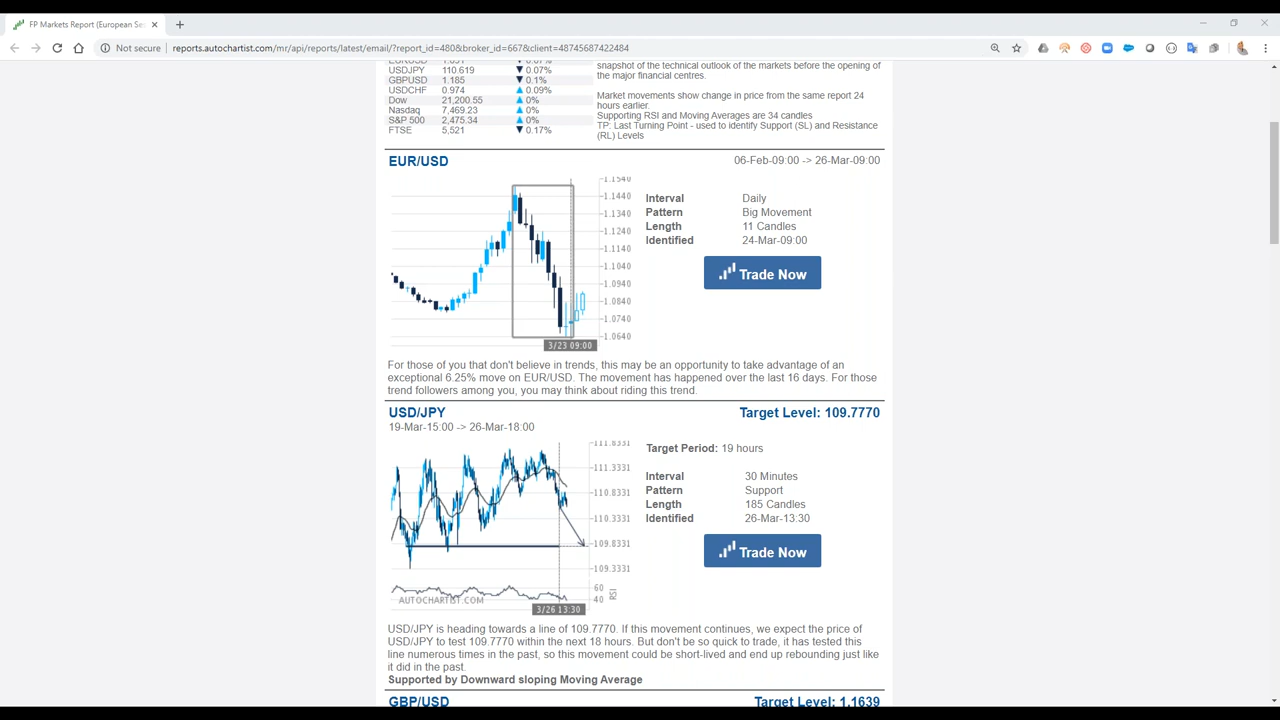 FP Markets Report (European Se
Not secure reports.autochartist.com/mr/api/reports/latest/email/?report_id=480&broker_id=667&client=48745687422484
EURUSD 1.091 0.07%
USDJPY 110.619 0.07%
GBPUSD 1.185 0.1%
USDCHF 0.974 0.09%
Dow 21,200.55 0%
Nasdaq 7,469.23 0%
S&P 500 2,475.34 0%
FTSE 5,521 0.17%
snapshot of the technical outlook of the markets before the opening of
the major financial centres.
Market movements show change in price from the same report 24
hours earlier.
Supporting RSI and Moving Averages are 34 candles
TP: Last Turning Point - used to identify Support (SL) and Resistance
(RL) Levels
EUR/USD 06-Feb-09:00 -> 26-Mar-09:00
1.1540
1.1440
1.1340
1.1240
1.1140
1.1040
1.0940
1.0840
1.0740
1.0640
3/23 09:00
Interval Daily
Pattern Big Movement
Length 11 Candles
Identified 24-Mar-09:00
Trade Now
For those of you that don't believe in trends, this may be an opportunity to take advantage of an
exceptional 6.25% move on EUR/USD. The movement has happened over the last 16 days. For those
trend followers among you, you may think about riding this trend.
USD/JPY Target Level: 109.7770
19-Mar-15:00 -> 26-Mar-18:00
111.8331
111.3331
110.8331
110.3331
109.8331
109.3331
60
40
RSI
AUTOCHARTIST.COM
3/26 13:30
Target Period: 19 hours
Interval 30 Minutes
Pattern Support
Length 185 Candles
Identified 26-Mar-13:30
Trade Now
USD/JPY is heading towards a line of 109.7770. If this movement continues, we expect the price of
USD/JPY to test 109.7770 within the next 18 hours. But don't be so quick to trade, it has tested this
line numerous times in the past, so this movement could be short-lived and end up rebounding just like
it did in the past.
Supported by Downward sloping Moving Average
GBP/USD Target Level: 1.1639